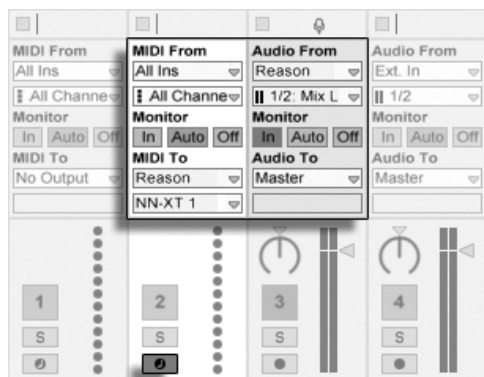 MIDI From
All Ins
All Channe
Monitor
In Auto Off
MIDI To
No Output
1
S
MIDI From
All Ins
All Channe
Monitor
In Auto Off
MIDI To
Reason
NN-XT 1
2
S
Audio From
Reason
1/2: Mix L
Monitor
In Auto Off
Audio To
Master
3
S
Audio From
Ext. In
1/2
Monitor
In Auto Off
Audio To
Master
4
S